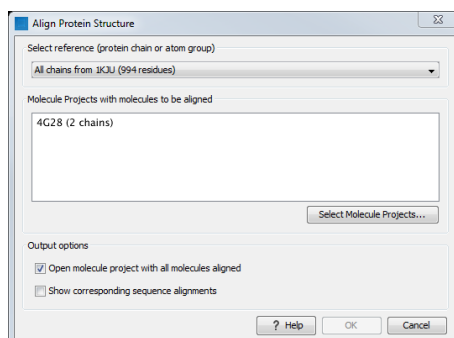 Align Protein Structure
Select reference (protein chain or atom group)
All chains from 1KJU (994 residues)
Molecule Projects with molecules to be aligned
4G28 (2 chains)
Select Molecule Projects...
Output options
Open molecule project with all molecules aligned
Show corresponding sequence alignments
? Help OK Cancel